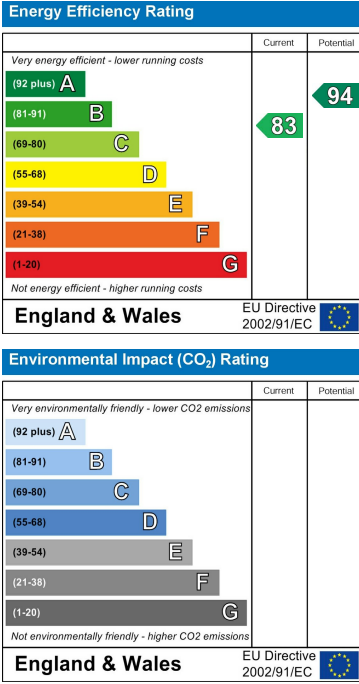 Energy Efficiency Rating
Current Potential
Very energy efficient - lower running costs
(92 plus) A
94
(81-91) B
83
(69-80) C
(55-68) D
(39-54) E
(21-38) F
(1-20) G
Not energy efficient - higher running costs
England & Wales
EU Directive
2002/91/EC
Environmental Impact (CO₂) Rating
Current Potential
Very environmentally friendly - lower CO2 emissions
(92 plus) A
(81-91) B
(69-80) C
(55-68) D
(39-54) E
(21-38) F
(1-20) G
Not environmentally friendly - higher CO2 emissions
England & Wales
EU Directive
2002/91/EC